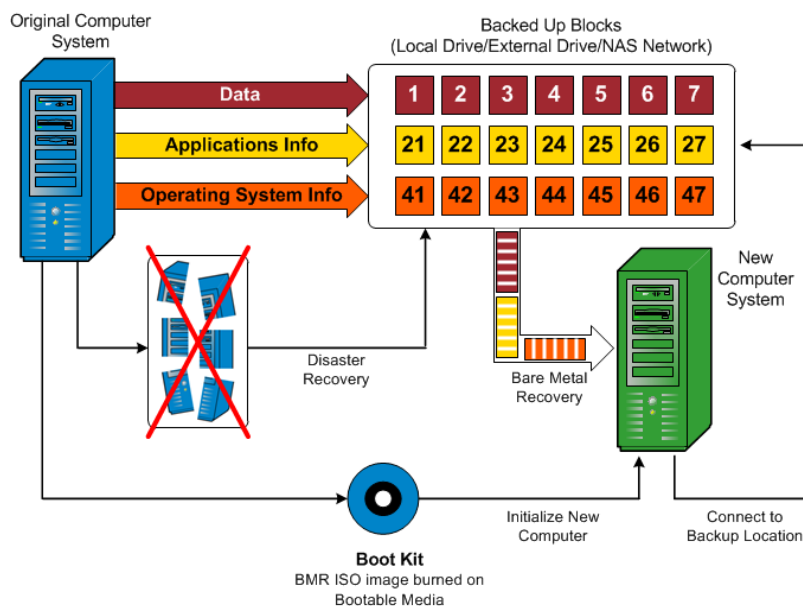 Original Computer
System
Backed Up Blocks
(Local Drive/External Drive/NAS Network)
Data
1 2 3 4 5 6 7
Applications Info
21 22 23 24 25 26 27
Operating System Info
41 42 43 44 45 46 47
New
Computer
System
Disaster
Recovery
Bare Metal
Recovery
Initialize New
Computer
Connect to
Backup Location
Boot Kit
BMR ISO image burned on
Bootable Media